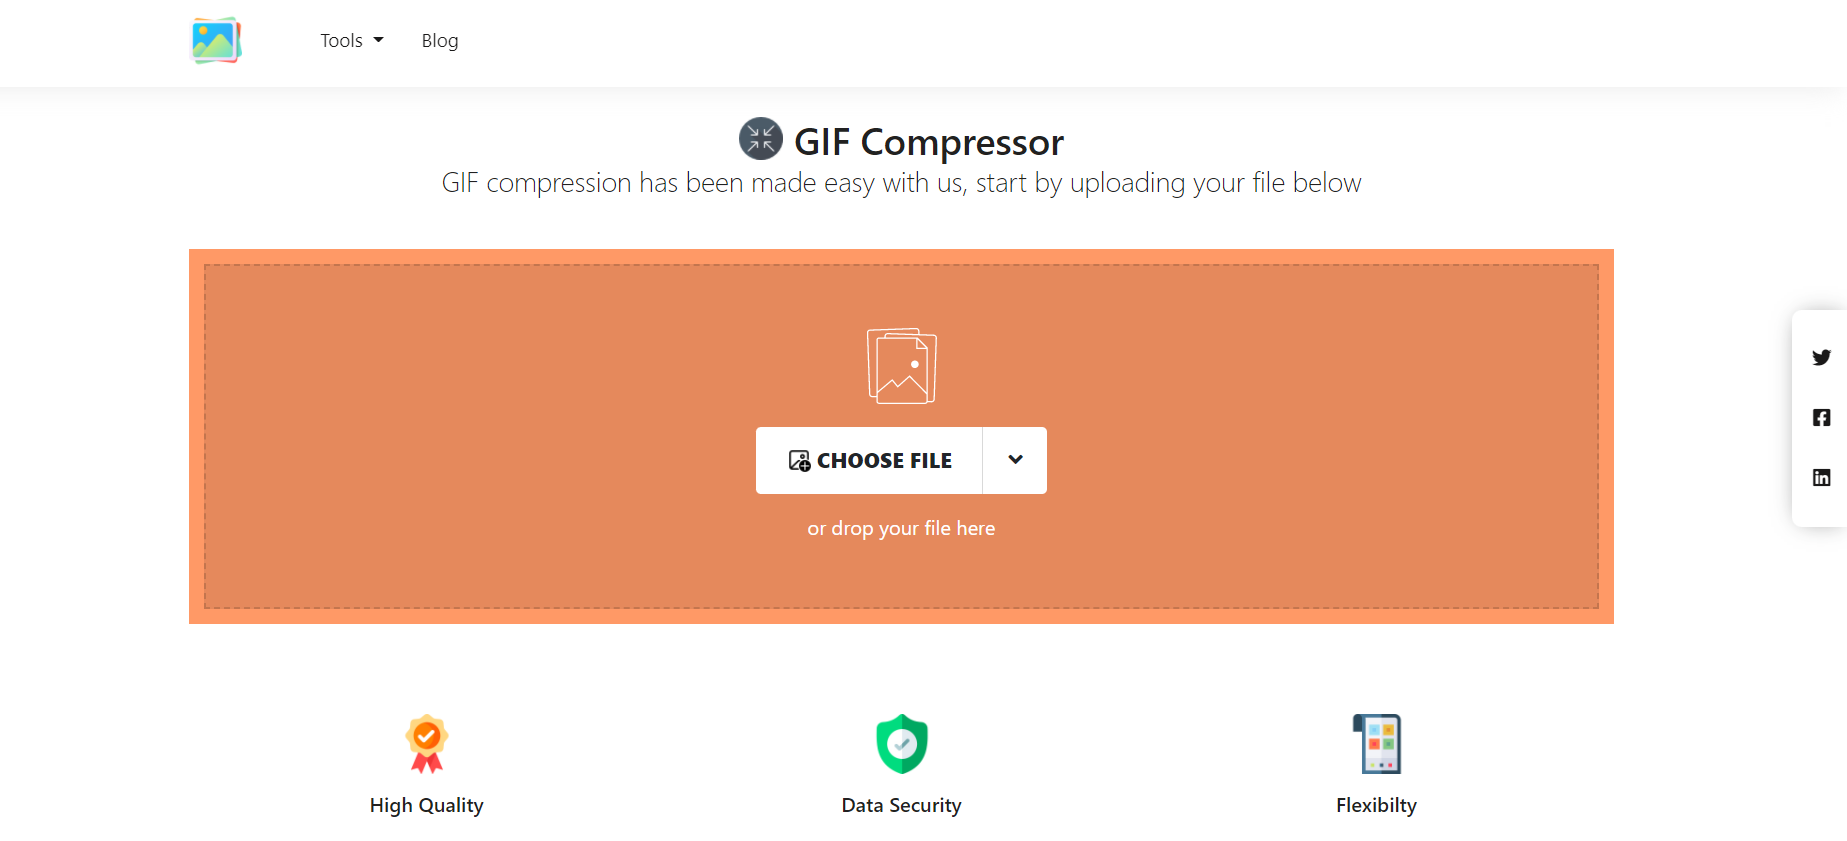 Tools
Blog
GIF Compressor
GIF compression has been made easy with us, start by uploading your file below
CHOOSE FILE
or drop your file here
High Quality
Data Security
Flexibilty